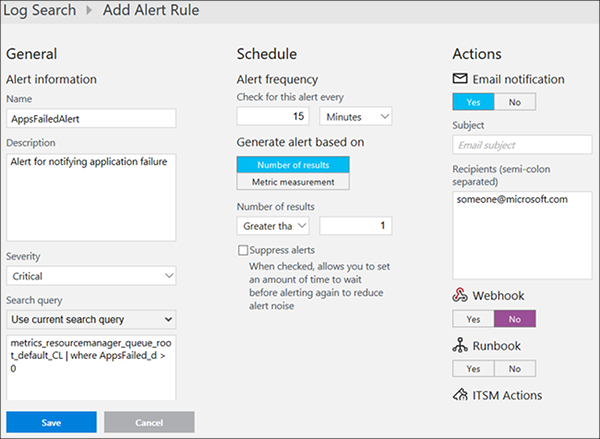 Log Search Add Alert Rule
General
Alert information
Name
AppsFailedAlert
Description
Alert for notifying application failure
Severity
Critical
Search query
Use current search query
metrics_resourcemanager_queue_roo
t_default_CL | where AppsFailed_d >
0
Save
Cancel
Schedule
Alert frequency
Check for this alert every
15
Minutes
Generate alert based on
Number of results
Metric measurement
Number of results
Greater tha
1
Suppress alerts
When checked, allows you to set
an amount of time to wait
before alerting again to reduce
alert noise
Actions
Email notification
Yes
No
Subject
Email subject
Recipients (semi-colon
separated)
someone@microsoft.com
Webhook
Yes
No
Runbook
Yes
No
ITSM Actions